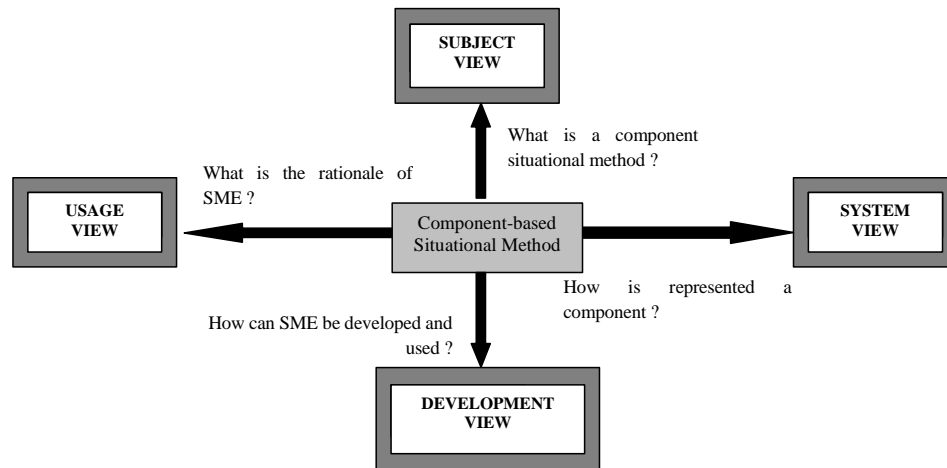 SUBJECT
VIEW
What is a component
situational method ?
What is the rationale of
SME ?
USAGE
VIEW
Component-based
Situational Method
SYSTEM
VIEW
How is represented a
component ?
How can SME be developed and
used ?
DEVELOPMENT
VIEW